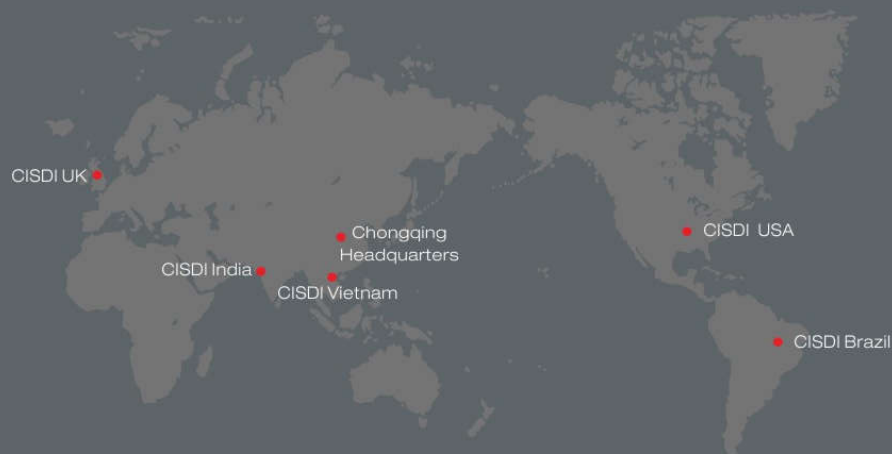 CISDI UK
Chongqing
Headquarters
CISDI USA
CISDI India
CISDI Vietnam
CISDI Brazil